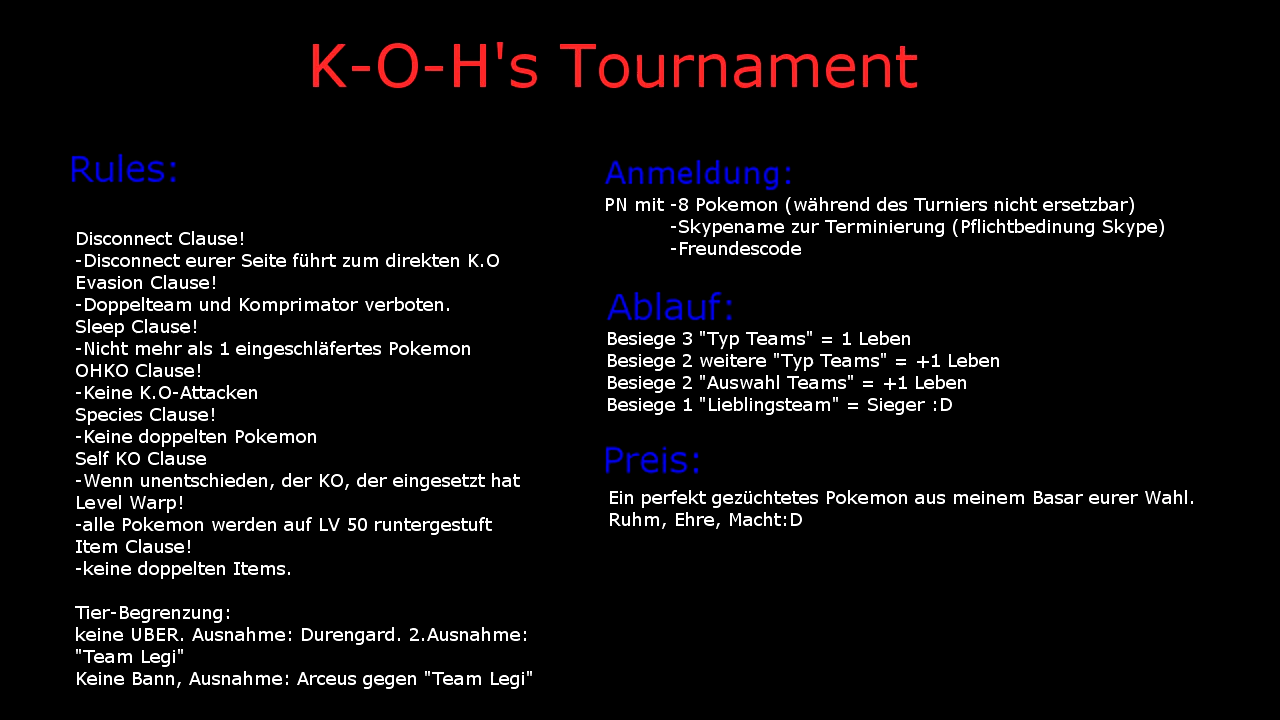 K-O-H's Tournament
Rules:
Disconnect Clause!
-Disconnect eurer Seite führt zum direkten K.O
Evasion Clause!
-Doppelteam und Komprimator verboten.
Sleep Clause!
-Nicht mehr als 1 eingeschläfertes Pokemon
OHKO Clause!
-Keine K.O-Attacken
Species Clause!
-Keine doppelten Pokemon
Self KO Clause
-Wenn unentschieden, der KO, der eingesetzt hat
Level Warp!
-alle Pokemon werden auf LV 50 runtergestuft
Item Clause!
-keine doppelten Items.
Tier-Begrenzung:
keine UBER. Ausnahme: Durengard. 2.Ausnahme:
"Team Legi"
Keine Bann, Ausnahme: Arceus gegen "Team Legi"
Anmeldung:
PN mit -8 Pokemon (während des Turniers nicht ersetzbar)
-Skypename zur Terminierung (Pflichtbedinung Skype)
-Freundescode
Ablauf:
Besiege 3 "Typ Teams" = 1 Leben
Besiege 2 weitere "Typ Teams" = +1 Leben
Besiege 2 "Auswahl Teams" = +1 Leben
Besiege 1 "Lieblingsteam" = Sieger :D
Preis:
Ein perfekt gezüchtetes Pokemon aus meinem Basar eurer Wahl.
Ruhm, Ehre, Macht:D